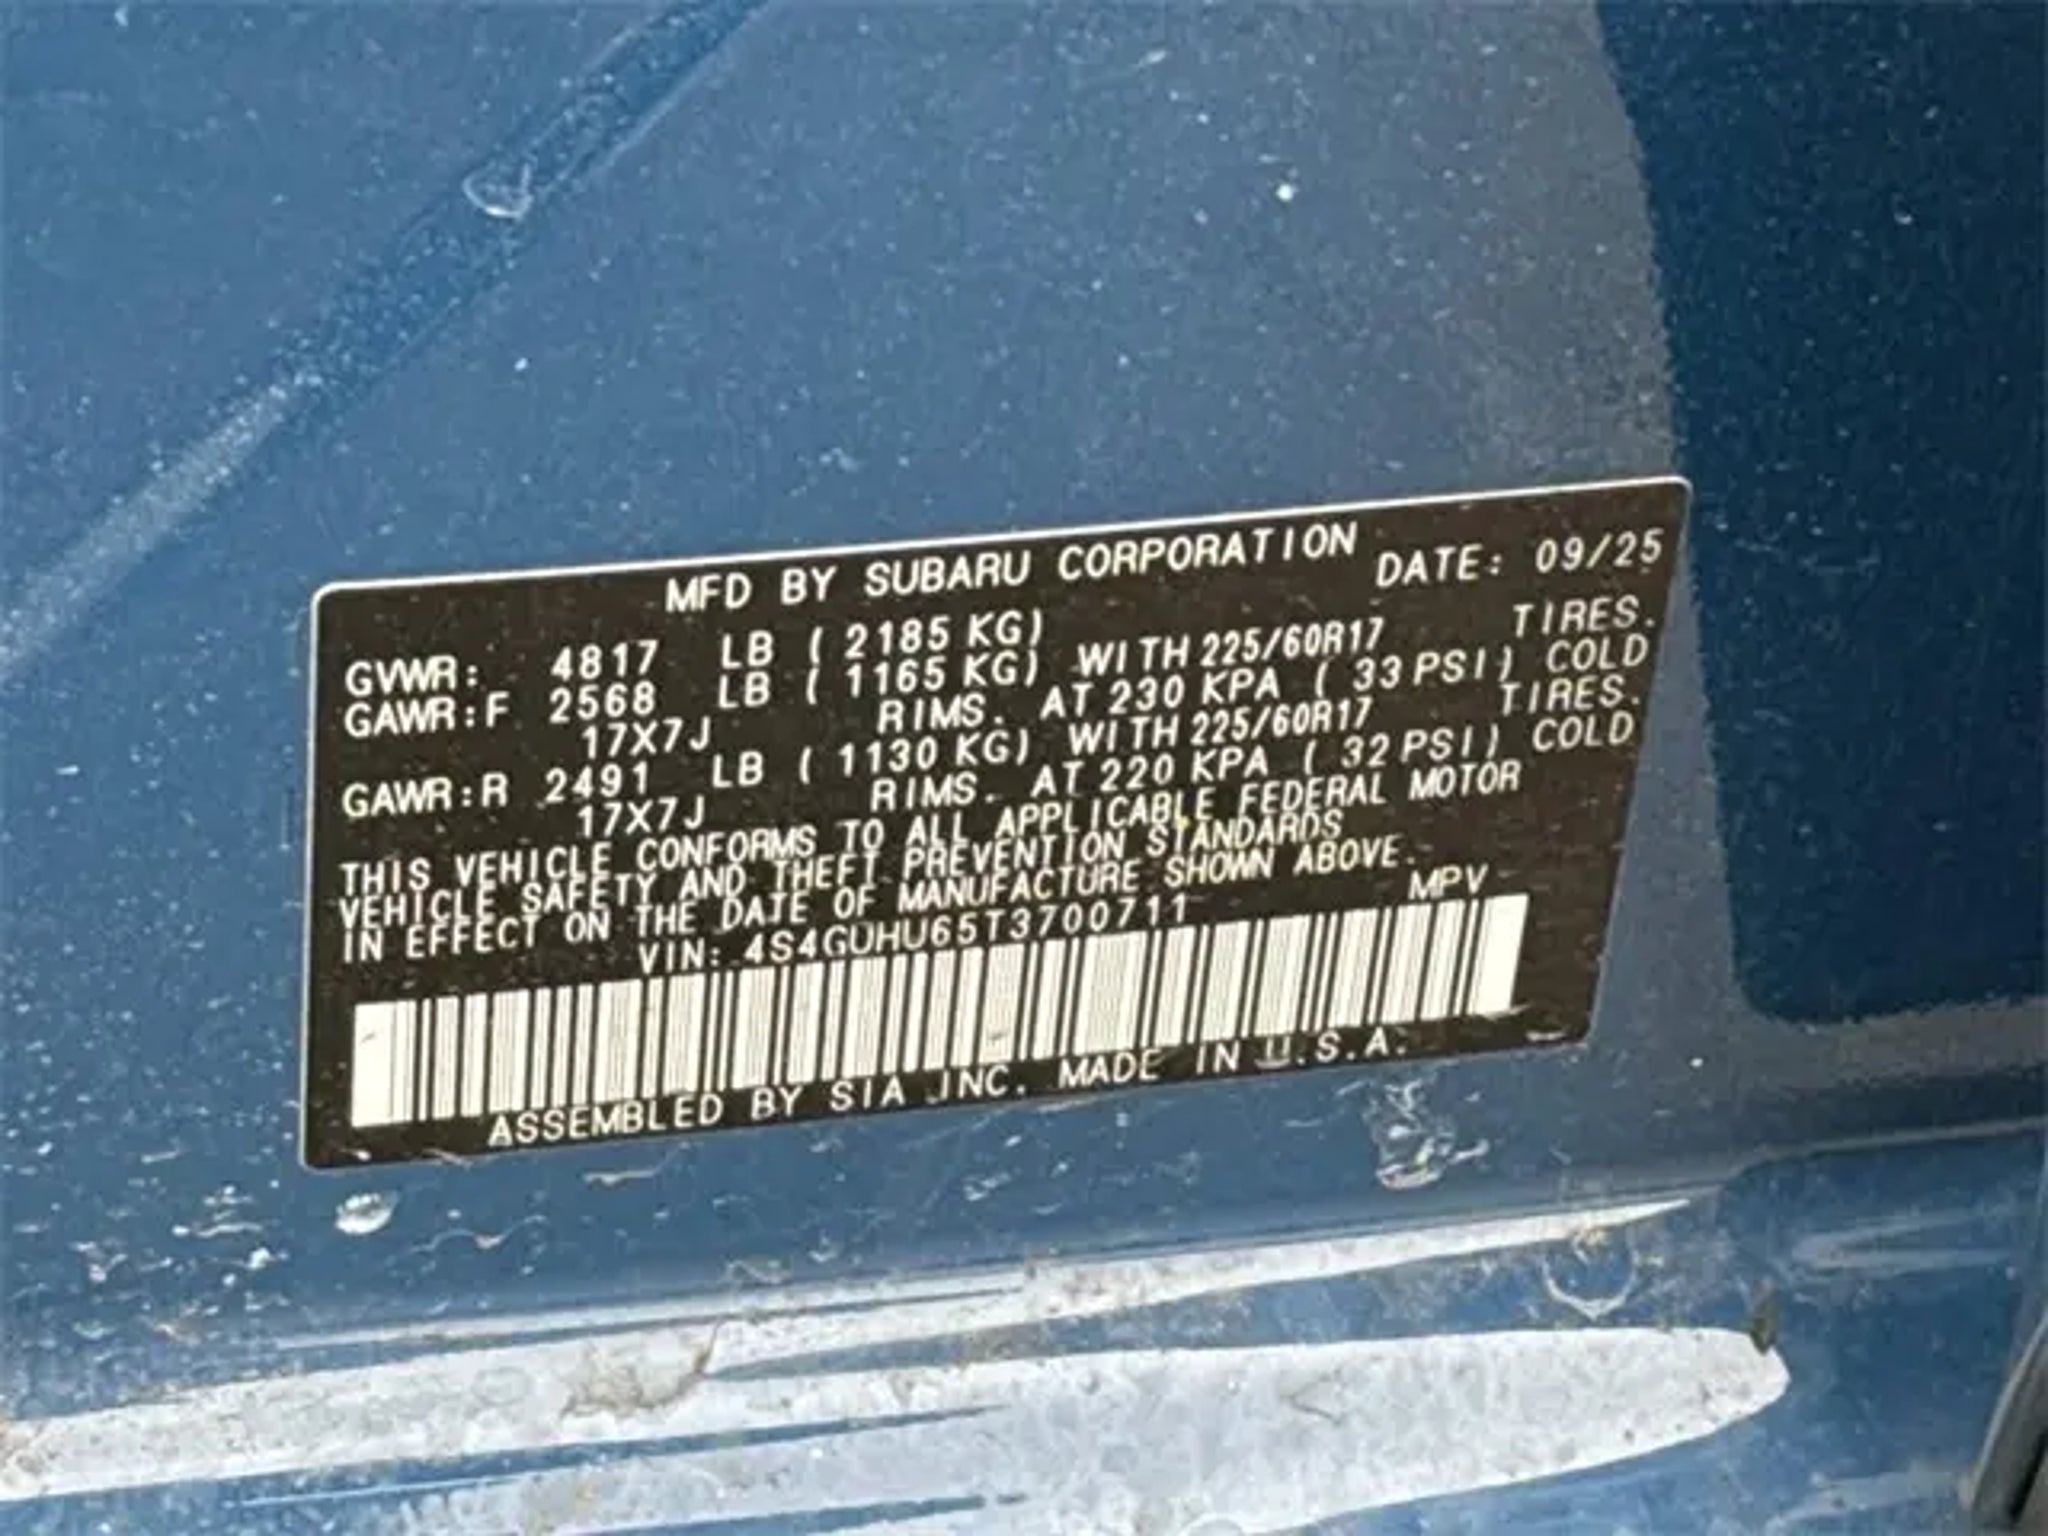 MFD BY SUBARU CORPORATION DATE: 09/25
GVWR: 4817 LB ( 2185 KG)
GAWR:F 2568 LB ( 1165 KG) WITH 225/60R17 TIRES.
17X7J RIMS. AT 230 KPA ( 33 PSI) COLD
GAWR:R 2491 LB ( 1130 KG) WITH 225/60R17 TIRES.
17X7J RIMS. AT 220 KPA ( 32 PSI) COLD
THIS VEHICLE CONFORMS TO ALL APPLICABLE FEDERAL MOTOR
VEHICLE SAFETY AND THEFT PREVENTION STANDARDS
IN EFFECT ON THE DATE OF MANUFACTURE SHOWN ABOVE.
VIN: 4S4GUHU65T3700711 MPV
ASSEMBLED BY SIA INC. MADE IN U.S.A.